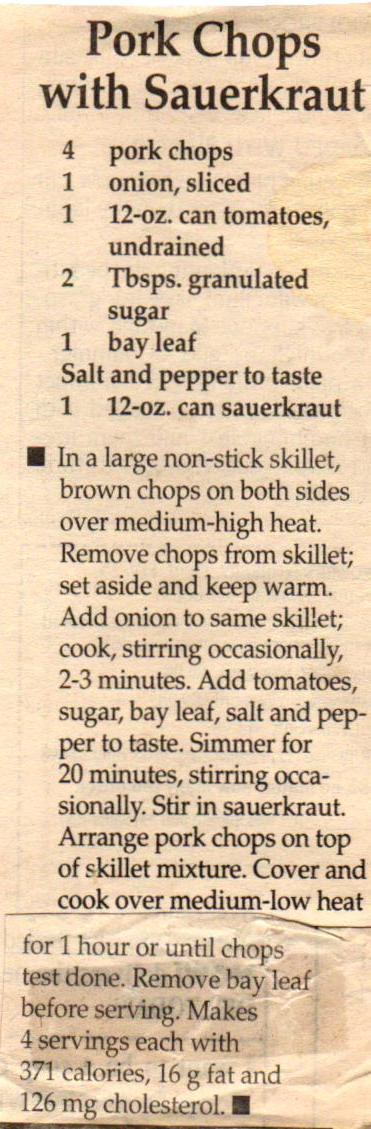 Pork Chops
with Sauerkraut
4 pork chops
1 onion, sliced
1 12-oz. can tomatoes,
undrained
2 Tbsps. granulated
sugar
1 bay leaf
Salt and pepper to taste
1 12-oz. can sauerkraut
■ In a large non-stick skillet,
brown chops on both sides
over medium-high heat.
Remove chops from skillet;
set aside and keep warm.
Add onion to same skillet;
cook, stirring occasionally,
2-3 minutes. Add tomatoes,
sugar, bay leaf, salt and pep-
per to taste. Simmer for
20 minutes, stirring occa-
sionally. Stir in sauerkraut.
Arrange pork chops on top
of skillet mixture. Cover and
cook over medium-low heat
for 1 hour or until chops
test done. Remove bay leaf
before serving. Makes
4 servings each with
371 calories, 16 g fat and
126 mg cholesterol. ■